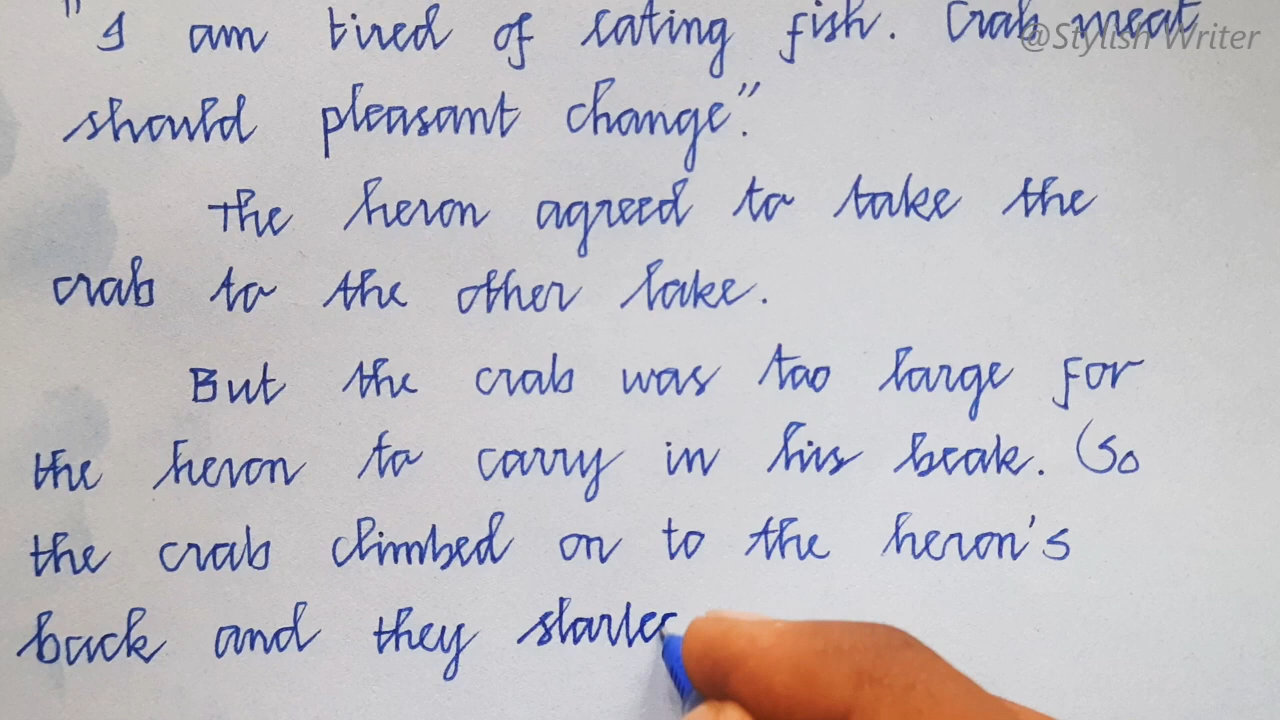 "I am tired of eating fish. Crab meat
@Stylish Writer
should pleasant change".
The heron agreed to take the
crab to the other lake.
But the crab was too large for
the heron to carry in his beak. So
the crab climbed on to the heron's
back and they starte